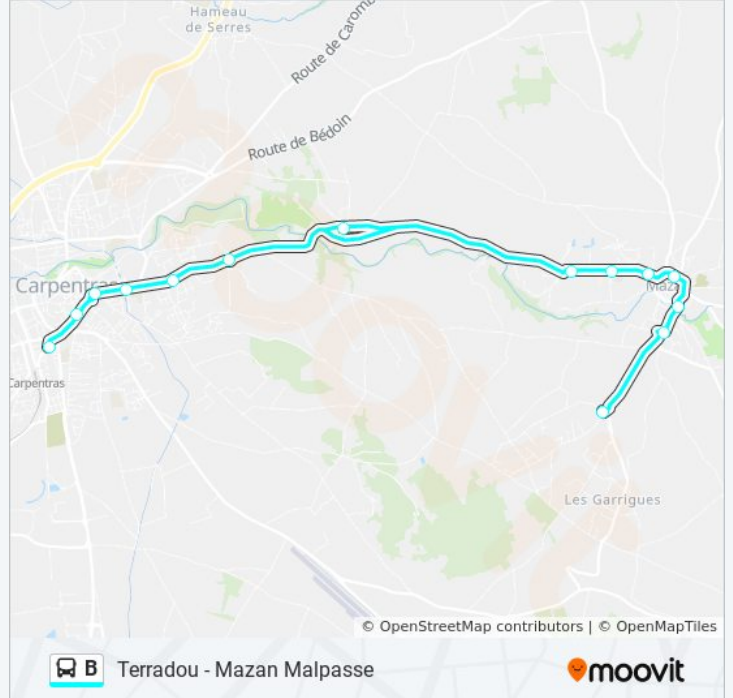 Hameau
de Serres
Route de Caromb
Route de Bédoin
Carpentras
Maza
Carpentras
Les Garrigues
© OpenStreetMap contributors | © OpenMapTiles
B Terradou - Mazan Malpasse
moovit